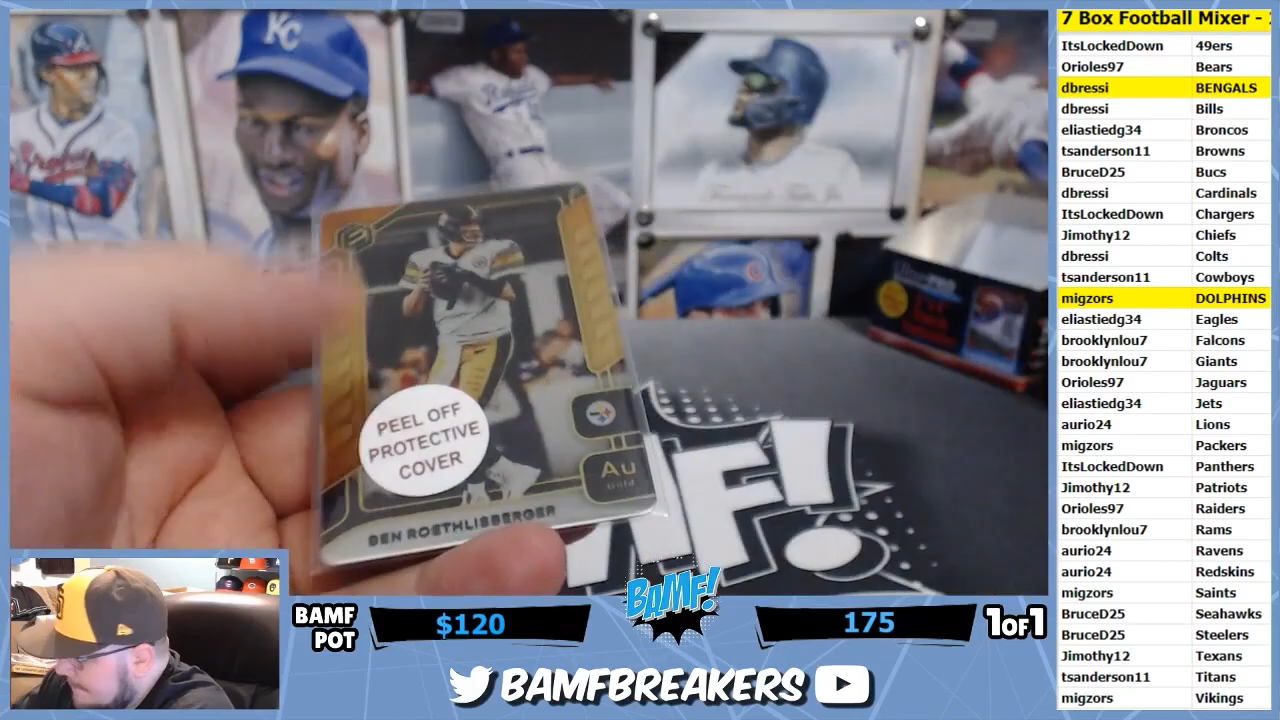 7 Box Football Mixer -
ItsLockedDown 49ers
Orioles97 Bears
dbressi BENGALS
dbressi Bills
eliastiedg34 Broncos
tsanderson11 Browns
BruceD25 Bucs
dbressi Cardinals
ItsLockedDown Chargers
Jimothy12 Chiefs
dbressi Colts
tsanderson11 Cowboys
migzors DOLPHINS
eliastiedg34 Eagles
brooklynlou7 Falcons
brooklynlou7 Giants
Orioles97 Jaguars
eliastiedg34 Jets
aurio24 Lions
migzors Packers
ItsLockedDown Panthers
Jimothy12 Patriots
Orioles97 Raiders
brooklynlou7 Rams
aurio24 Ravens
aurio24 Redskins
migzors Saints
BruceD25 Seahawks
BruceD25 Steelers
Jimothy12 Texans
tsanderson11 Titans
migzors Vikings
KC
PEEL OFF
PROTECTIVE
COVER
Au
Gold
BEN ROETHLISBERGER
BAMF!
BAMF
POT
$120
175
1OF1
BAMFBREAKERS